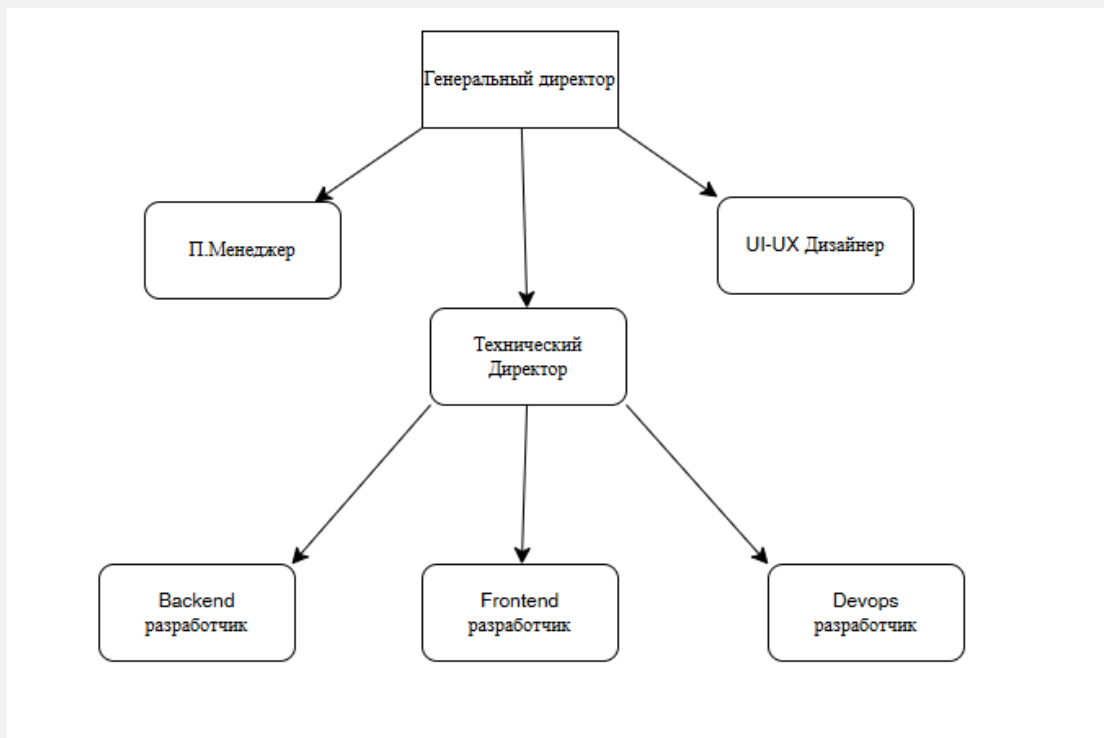 Генеральный директор
П.Менеджер
UI-UX Дизайнер
Технический
Директор
Backend
разработчик
Frontend
разработчик
Devops
разработчик